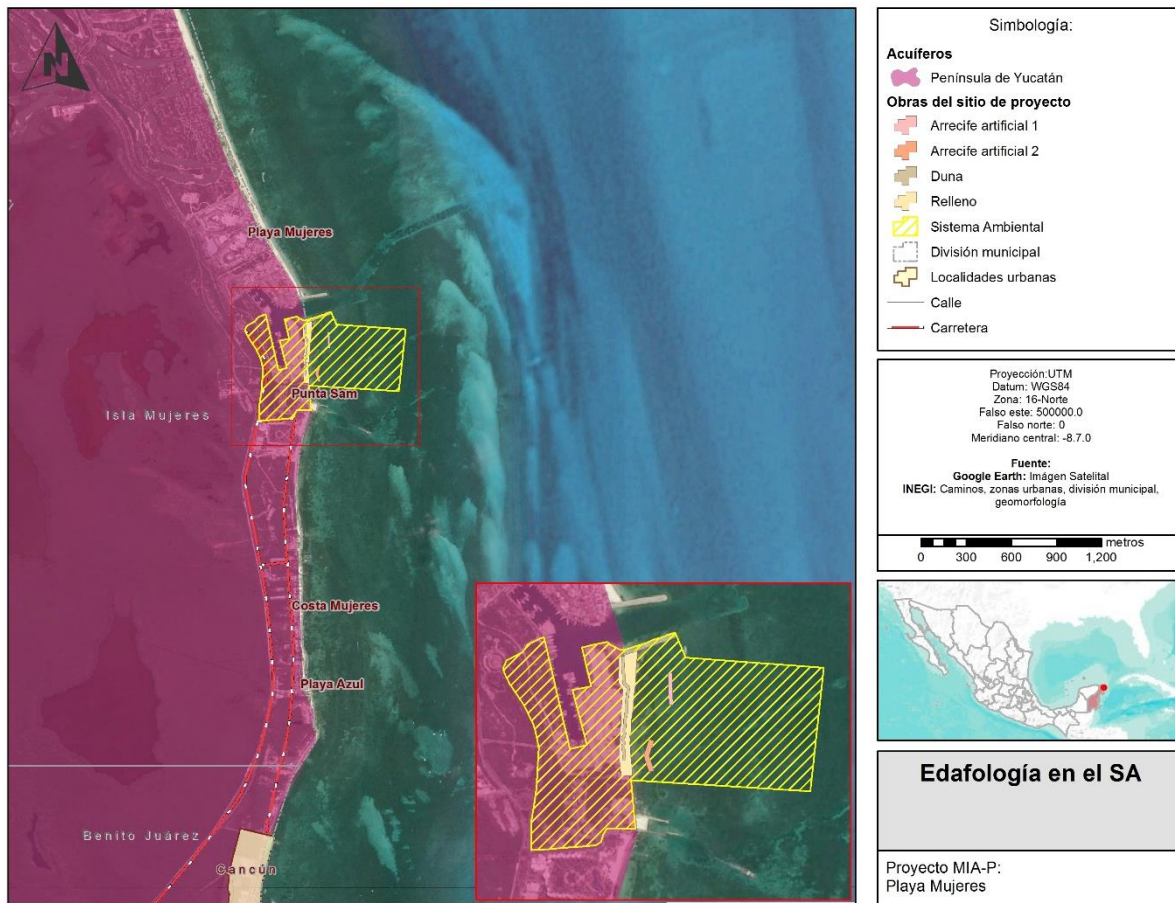 N
Playa Mujeres
Punta Sam
Isla Mujeres
Costa Mujeres
Playa Azul
Benito Juárez
Cancún
Simbología:
Acuíferos
Península de Yucatán
Obras del sitio de proyecto
Arrecife artificial 1
Arrecife artificial 2
Duna
Relleno
Sistema Ambiental
División municipal
Localidades urbanas
Calle
Carretera
Proyección:UTM
Datum: WGS84
Zona: 16-Norte
Falso este: 500000.0
Falso norte: 0
Meridiano central: -8.7.0
Fuente:
Google Earth: Imágen Satelital
INEGI: Caminos, zonas urbanas, división municipal,
geomorfología
metros
0 300 600 900 1,200
Edafología en el SA
Proyecto MIA-P:
Playa Mujeres